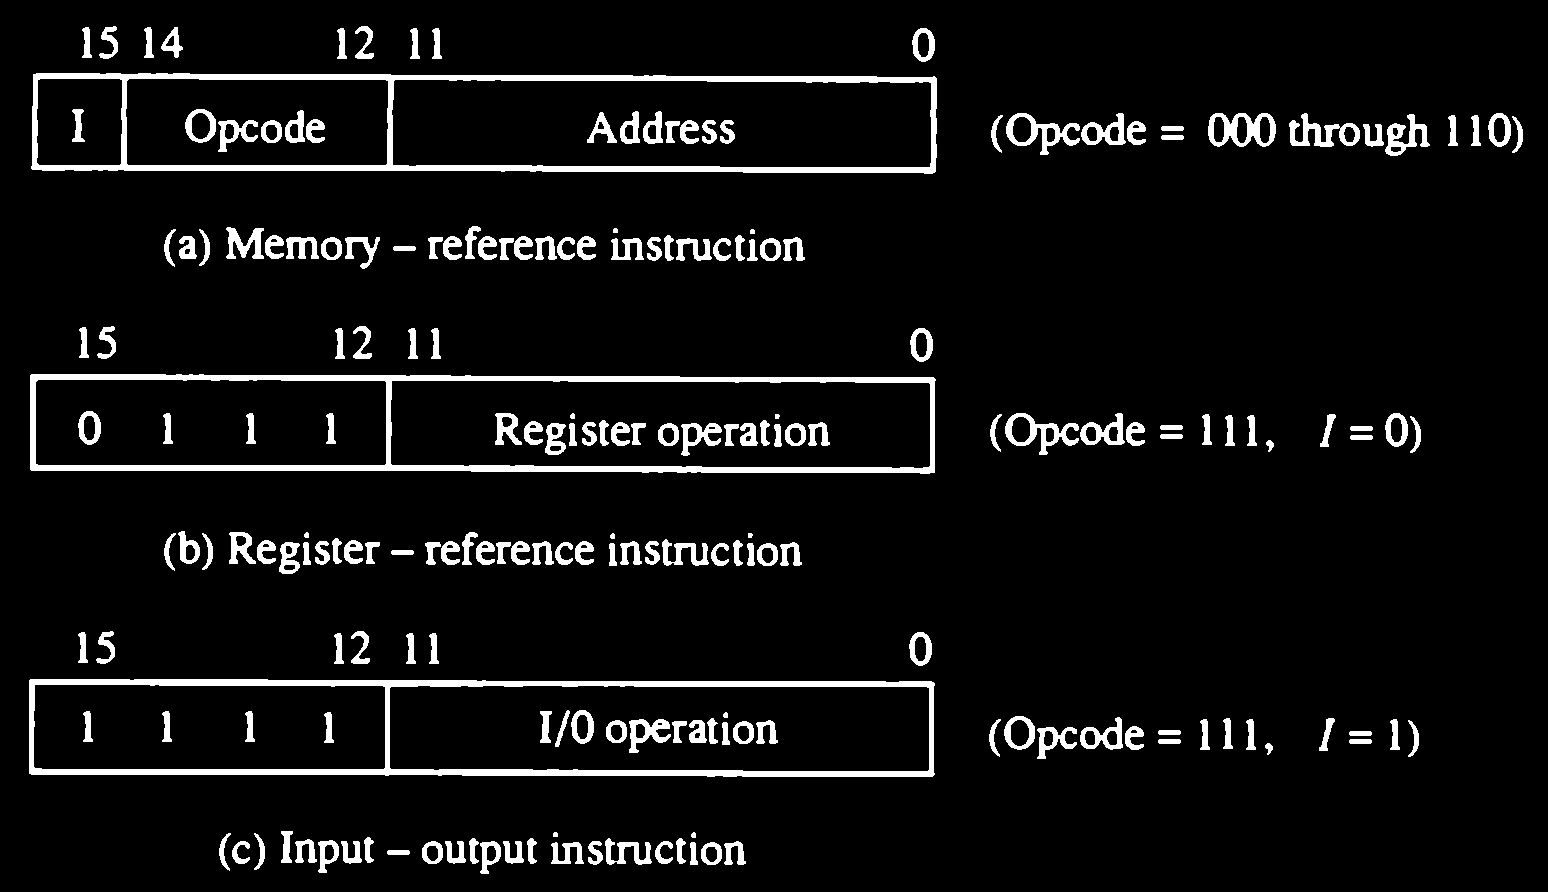 15 14 12 11 0
I Opcode Address (Opcode = 000 through 110)
(a) Memory – reference instruction
15 12 11 0
0 1 1 1 Register operation (Opcode = 111, I = 0)
(b) Register – reference instruction
15 12 11 0
1 1 1 1 I/0 operation (Opcode = 111, I = 1)
(c) Input – output instruction